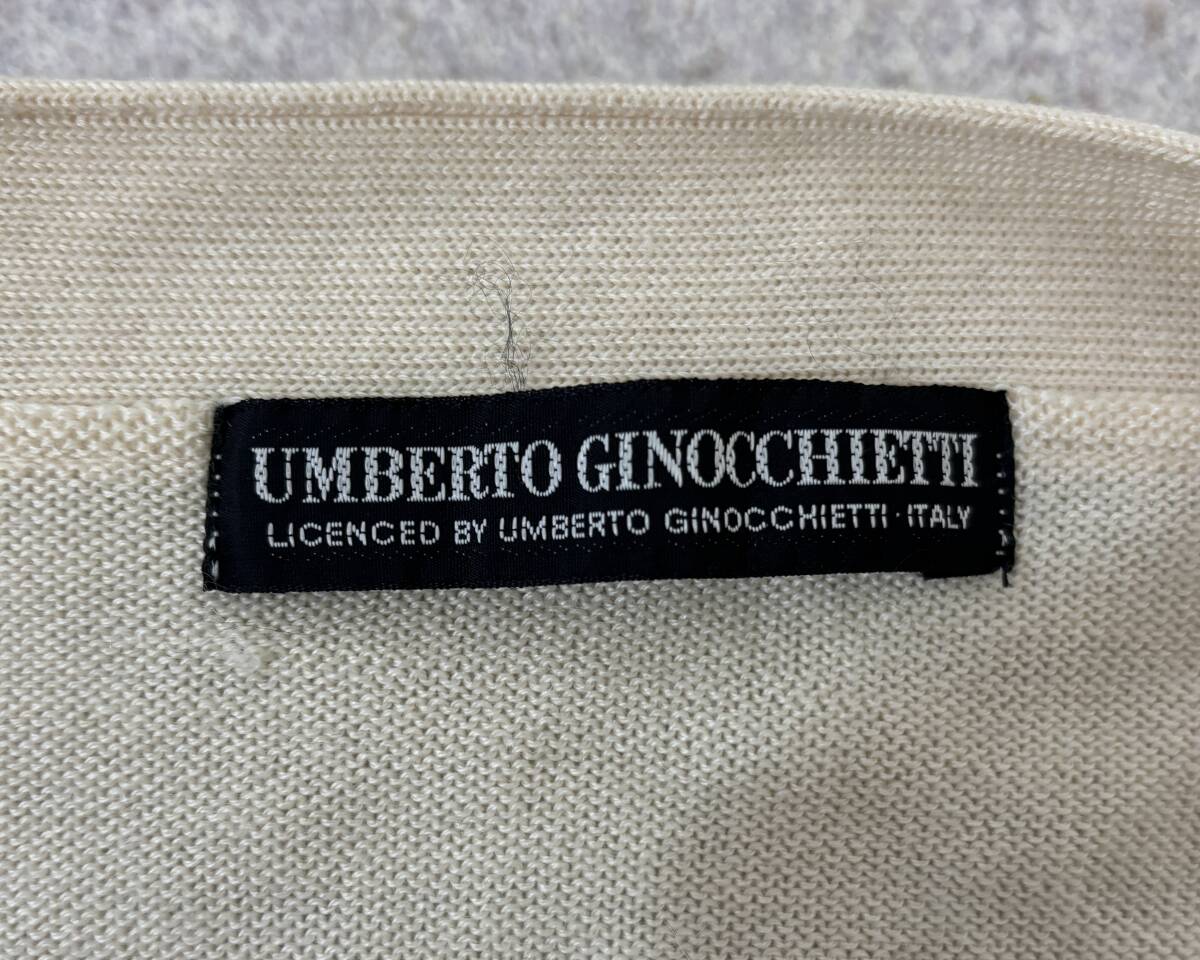 UMBERTO GINOCCHIETTI
LICENCED BY UMBERTO GINOCCHIETTI · ITALY